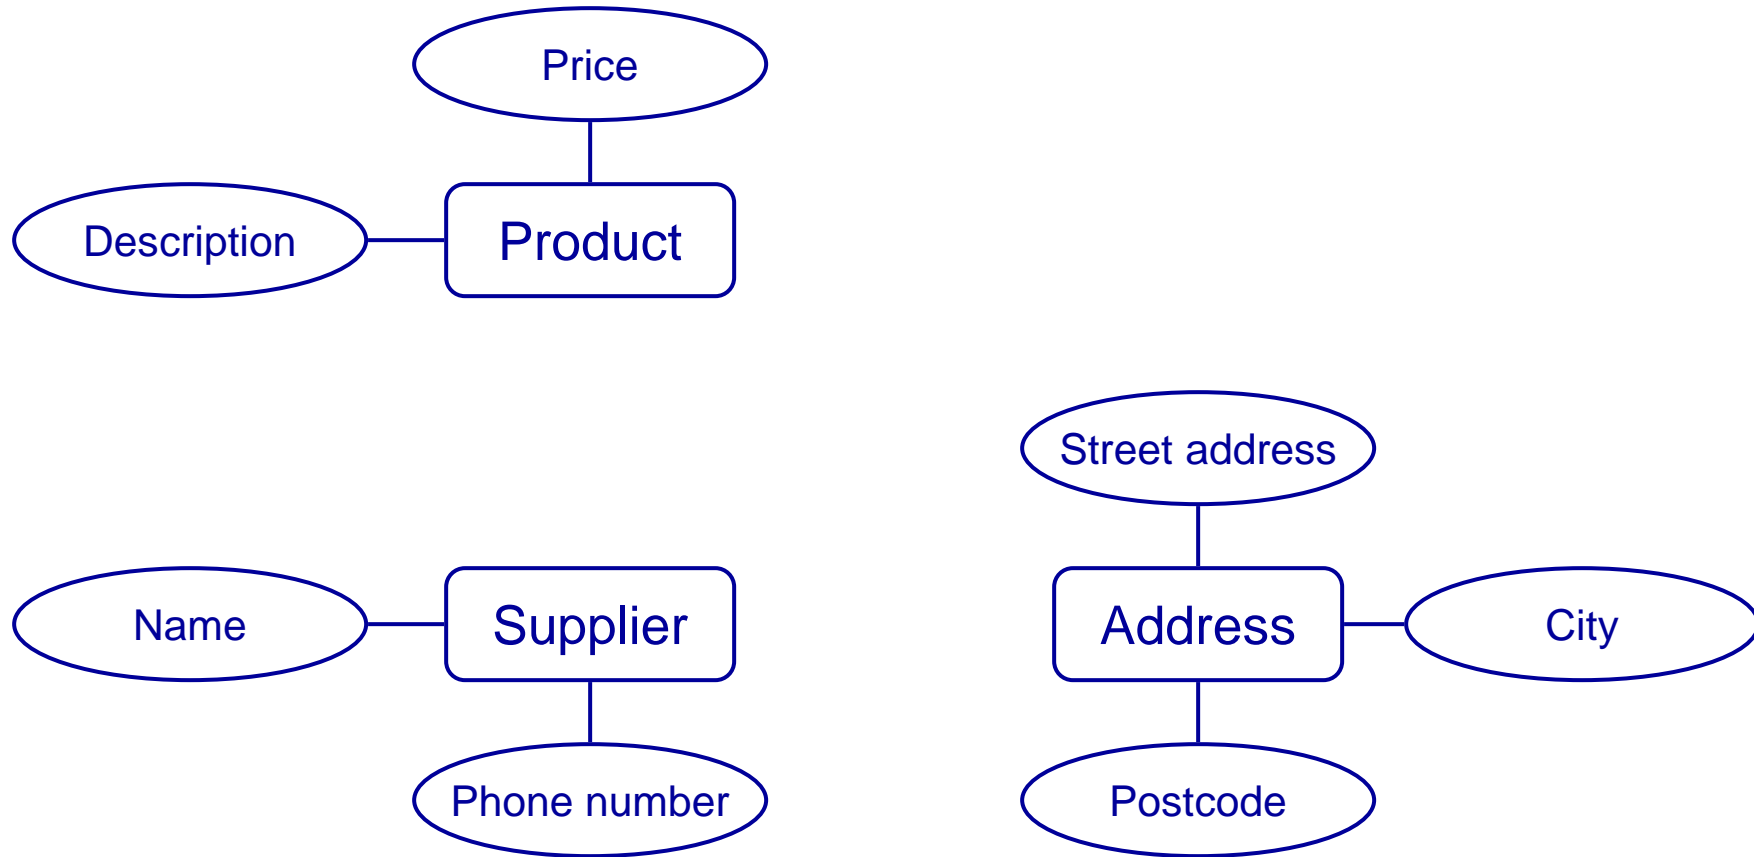 Price
Description
Product
Street address
Name
Supplier
Address
City
Phone number
Postcode